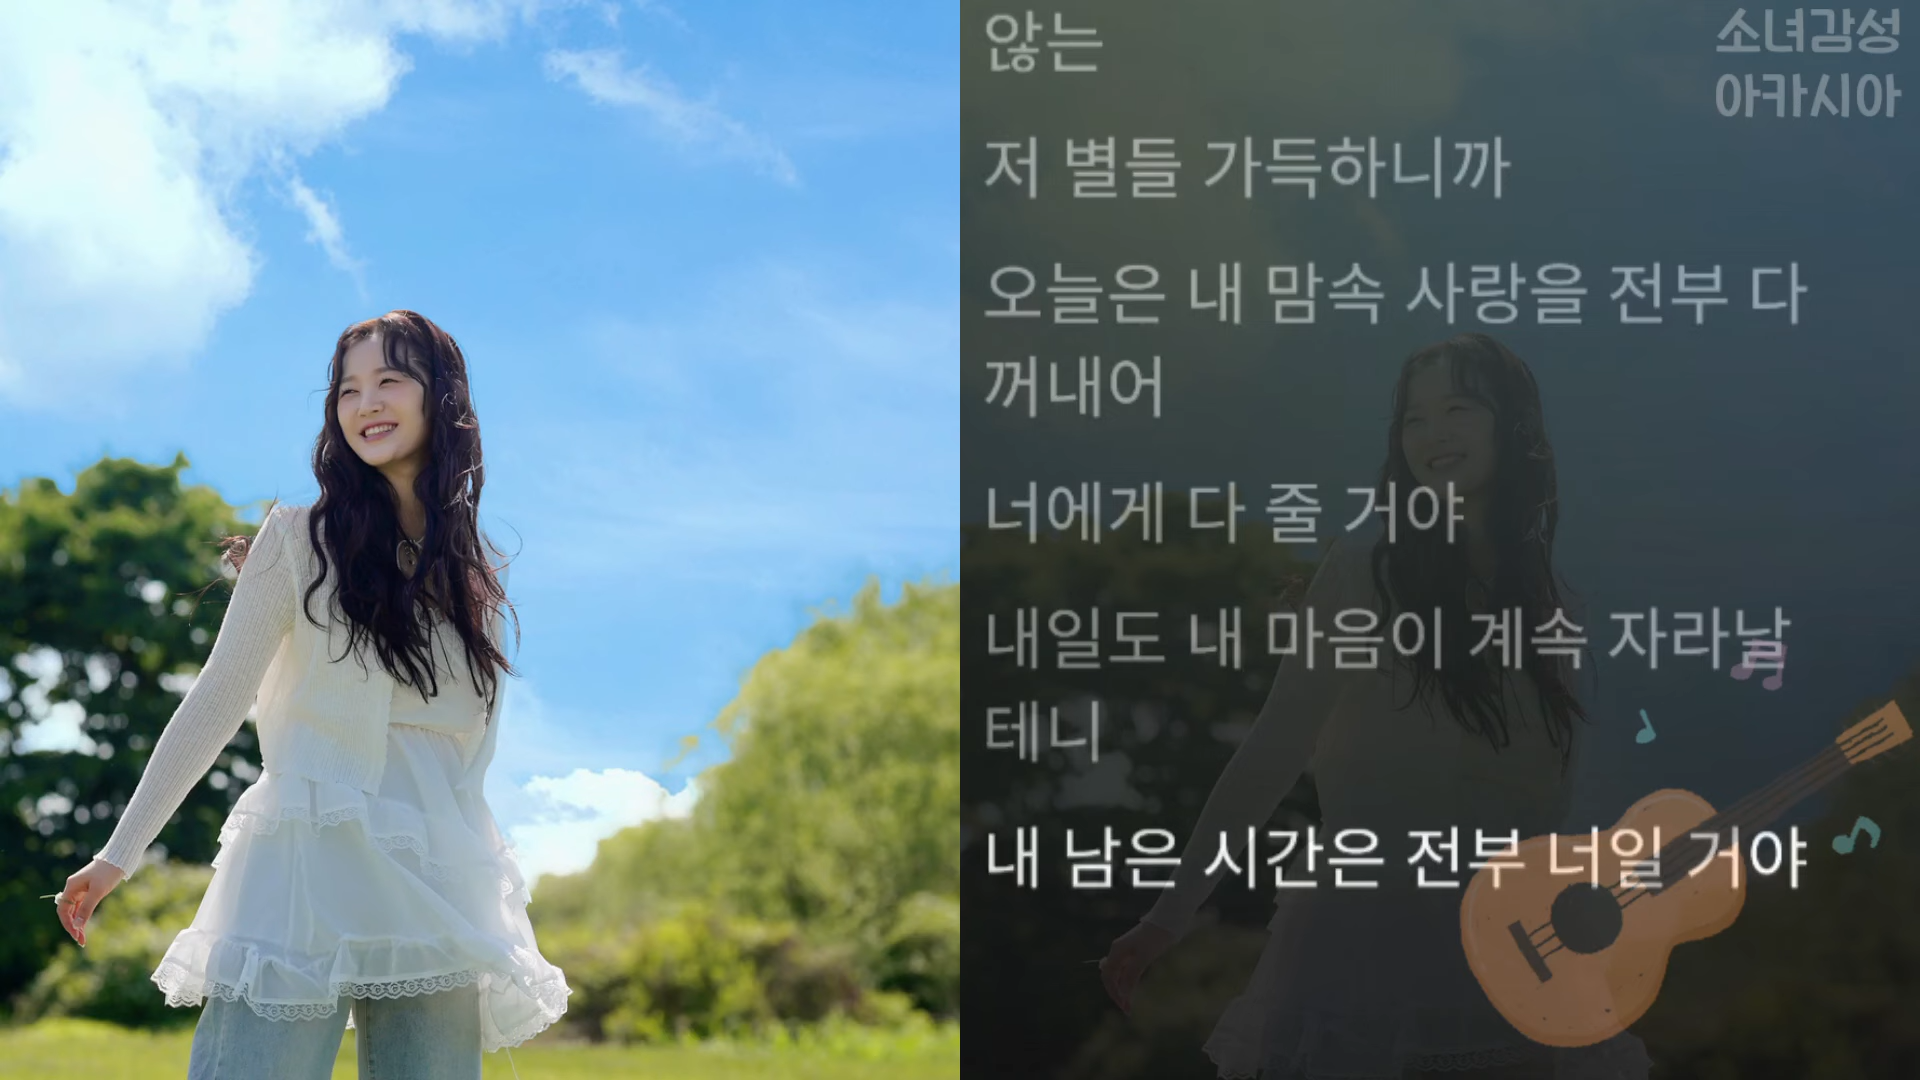 않는
소녀감성
아카시아
저 별들 가득하니까
오늘은 내 맘속 사랑을 전부 다
꺼내어
너에게 다 줄 거야
내일도 내 마음이 계속 자라날
테니
내 남은 시간은 전부 너일 거야